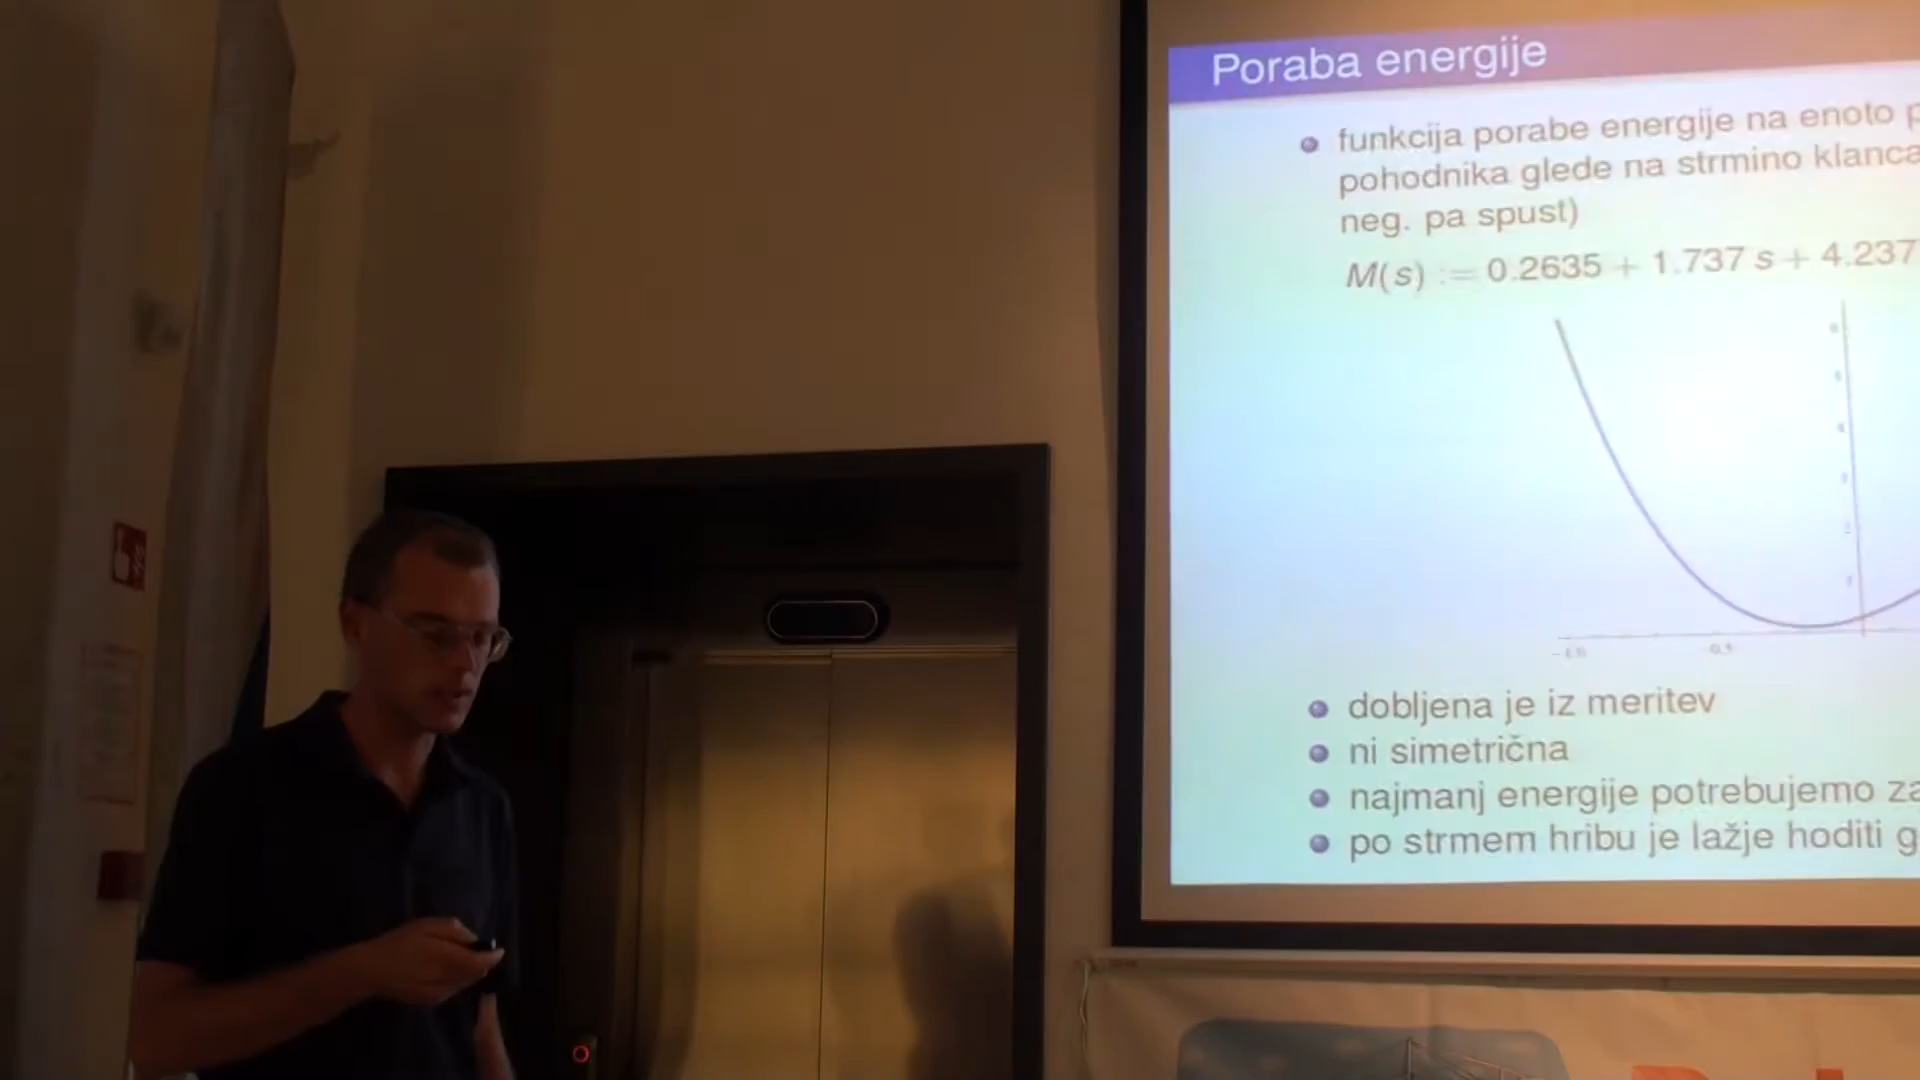 Poraba energije
funkcija porabe energije na enoto
pohodnika glede na strmino klanca
neg. pa spust)
M(s) := 0.2635 + 1.737 s + 4.237
dobljena je iz meritev
ni simetrična
najmanj energije potrebujemo
po strmem hribu je lažje hoditi